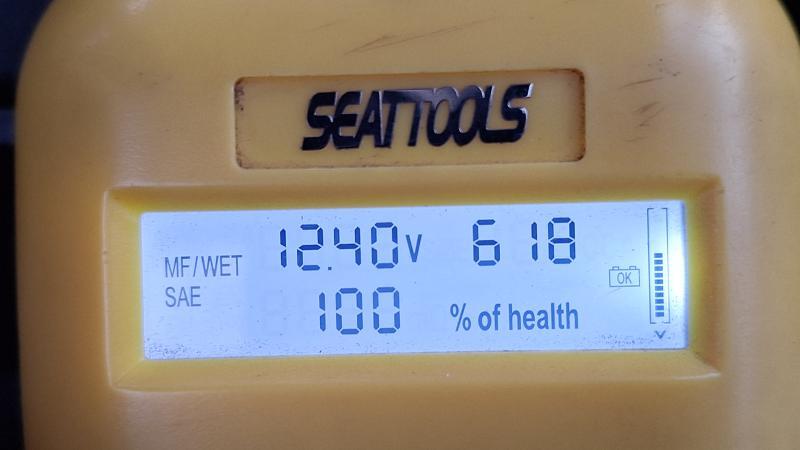 SEATTOOLS
MF/WET 12.40V 618
SAE 100 % of health
OK